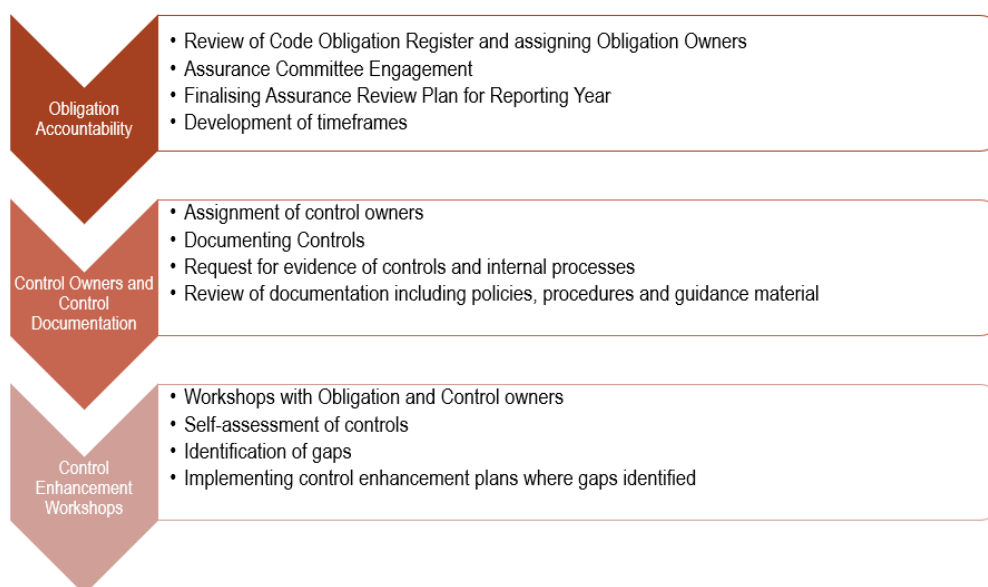 Obligation
Accountability
• Review of Code Obligation Register and assigning Obligation Owners
• Assurance Committee Engagement
• Finalising Assurance Review Plan for Reporting Year
• Development of timeframes
Control Owners and
Control
Documentation
• Assignment of control owners
• Documenting Controls
• Request for evidence of controls and internal processes
• Review of documentation including policies, procedures and guidance material
Control
Enhancement
Workshops
• Workshops with Obligation and Control owners
• Self-assessment of controls
• Identification of gaps
• Implementing control enhancement plans where gaps identified